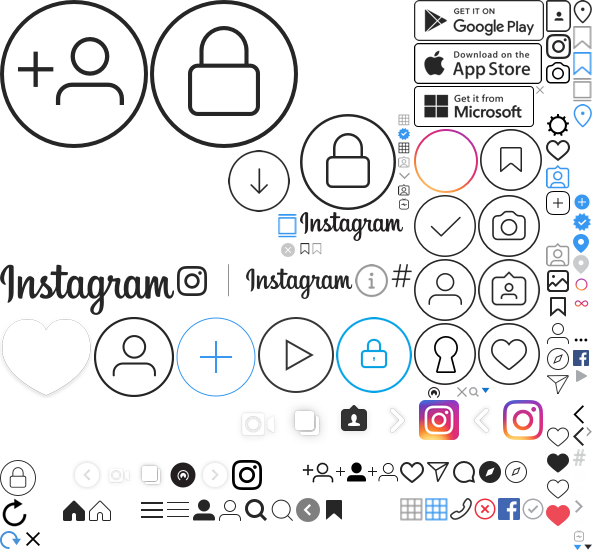 GET IT ON
Google Play
Download on the
App Store
Get it from
Microsoft
Instagram
Instagram
Instagram
#
#